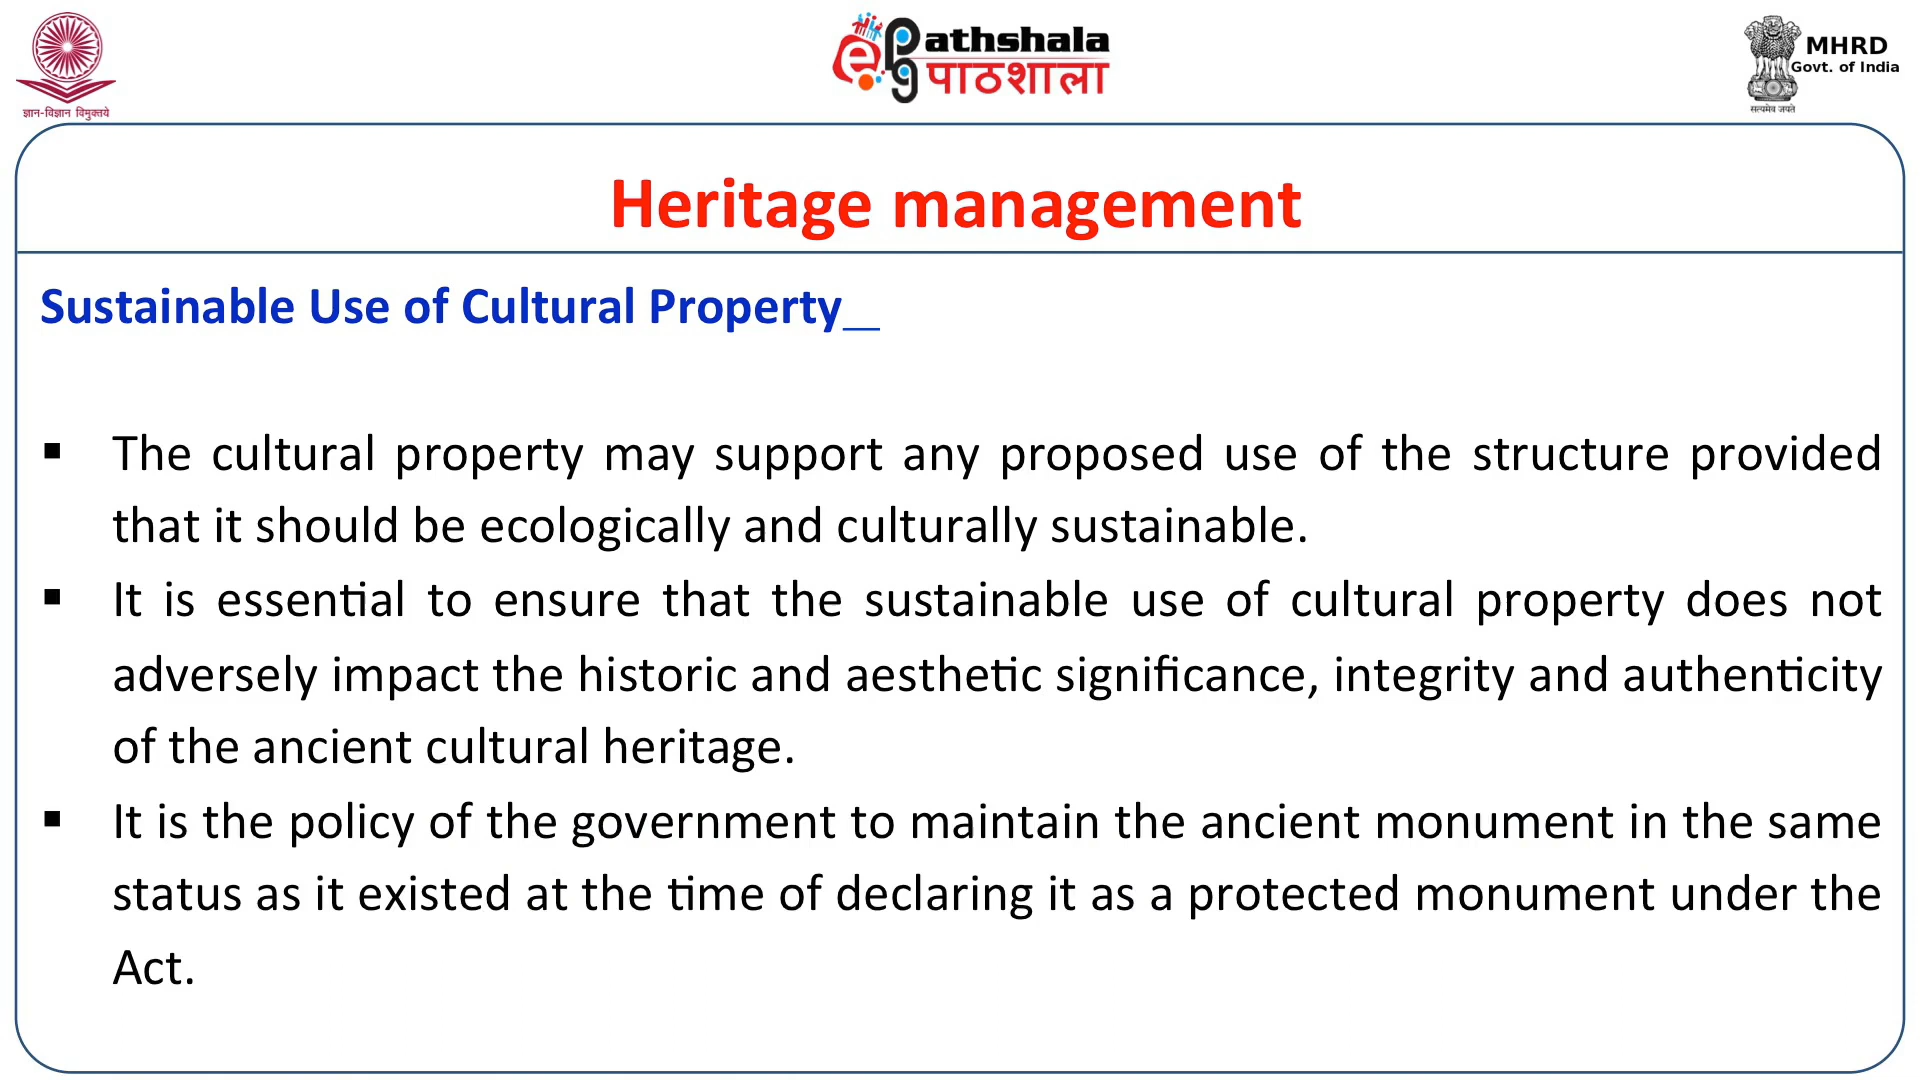 ज्ञान-विज्ञान विमुक्तये
e PG Pathshala
पाठशाला
MHRD
Govt. of India
सत्यमेव जयते
Heritage management
Sustainable Use of Cultural Property_
▪ The cultural property may support any proposed use of the structure provided
that it should be ecologically and culturally sustainable.
▪ It is essential to ensure that the sustainable use of cultural property does not
adversely impact the historic and aesthetic significance, integrity and authenticity
of the ancient cultural heritage.
▪ It is the policy of the government to maintain the ancient monument in the same
status as it existed at the time of declaring it as a protected monument under the
Act.